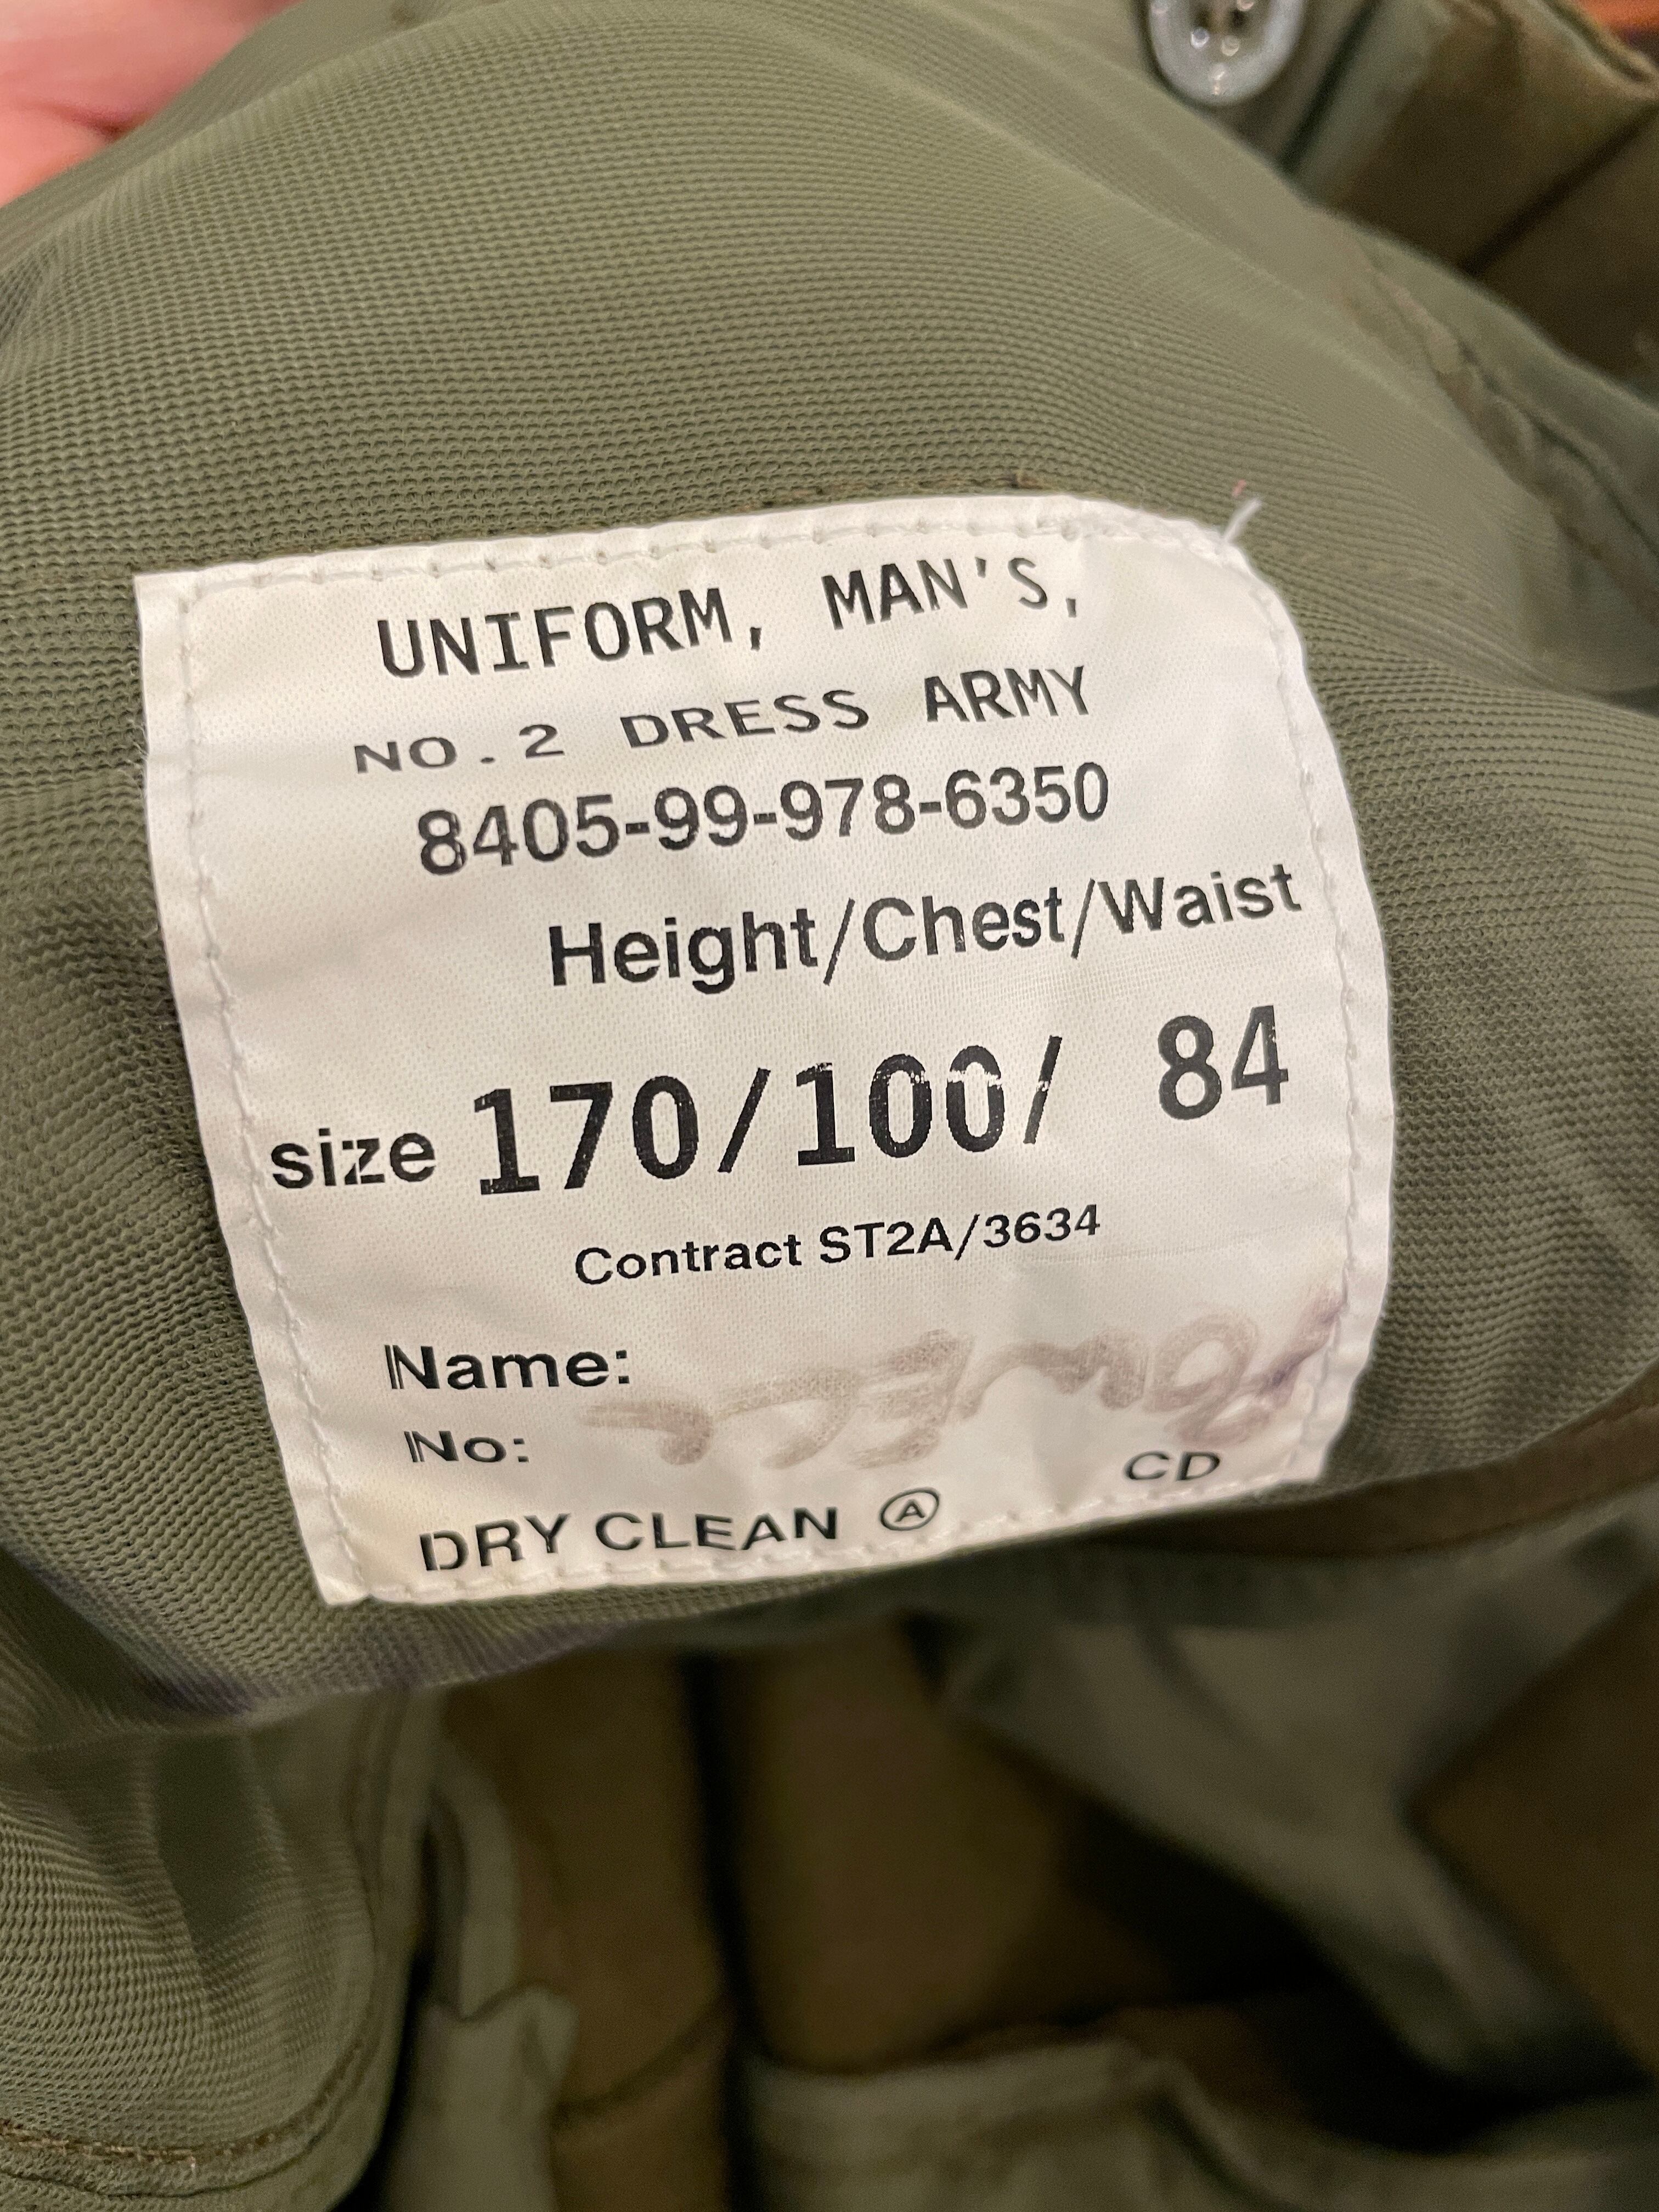 UNIFORM, MAN'S,
NO.2 DRESS ARMY
8405-99-978-6350
Height/Chest/Waist
size 170/100/ 84
Contract ST2A/3634
Name:
No:
CD
DRY CLEAN Ⓐ